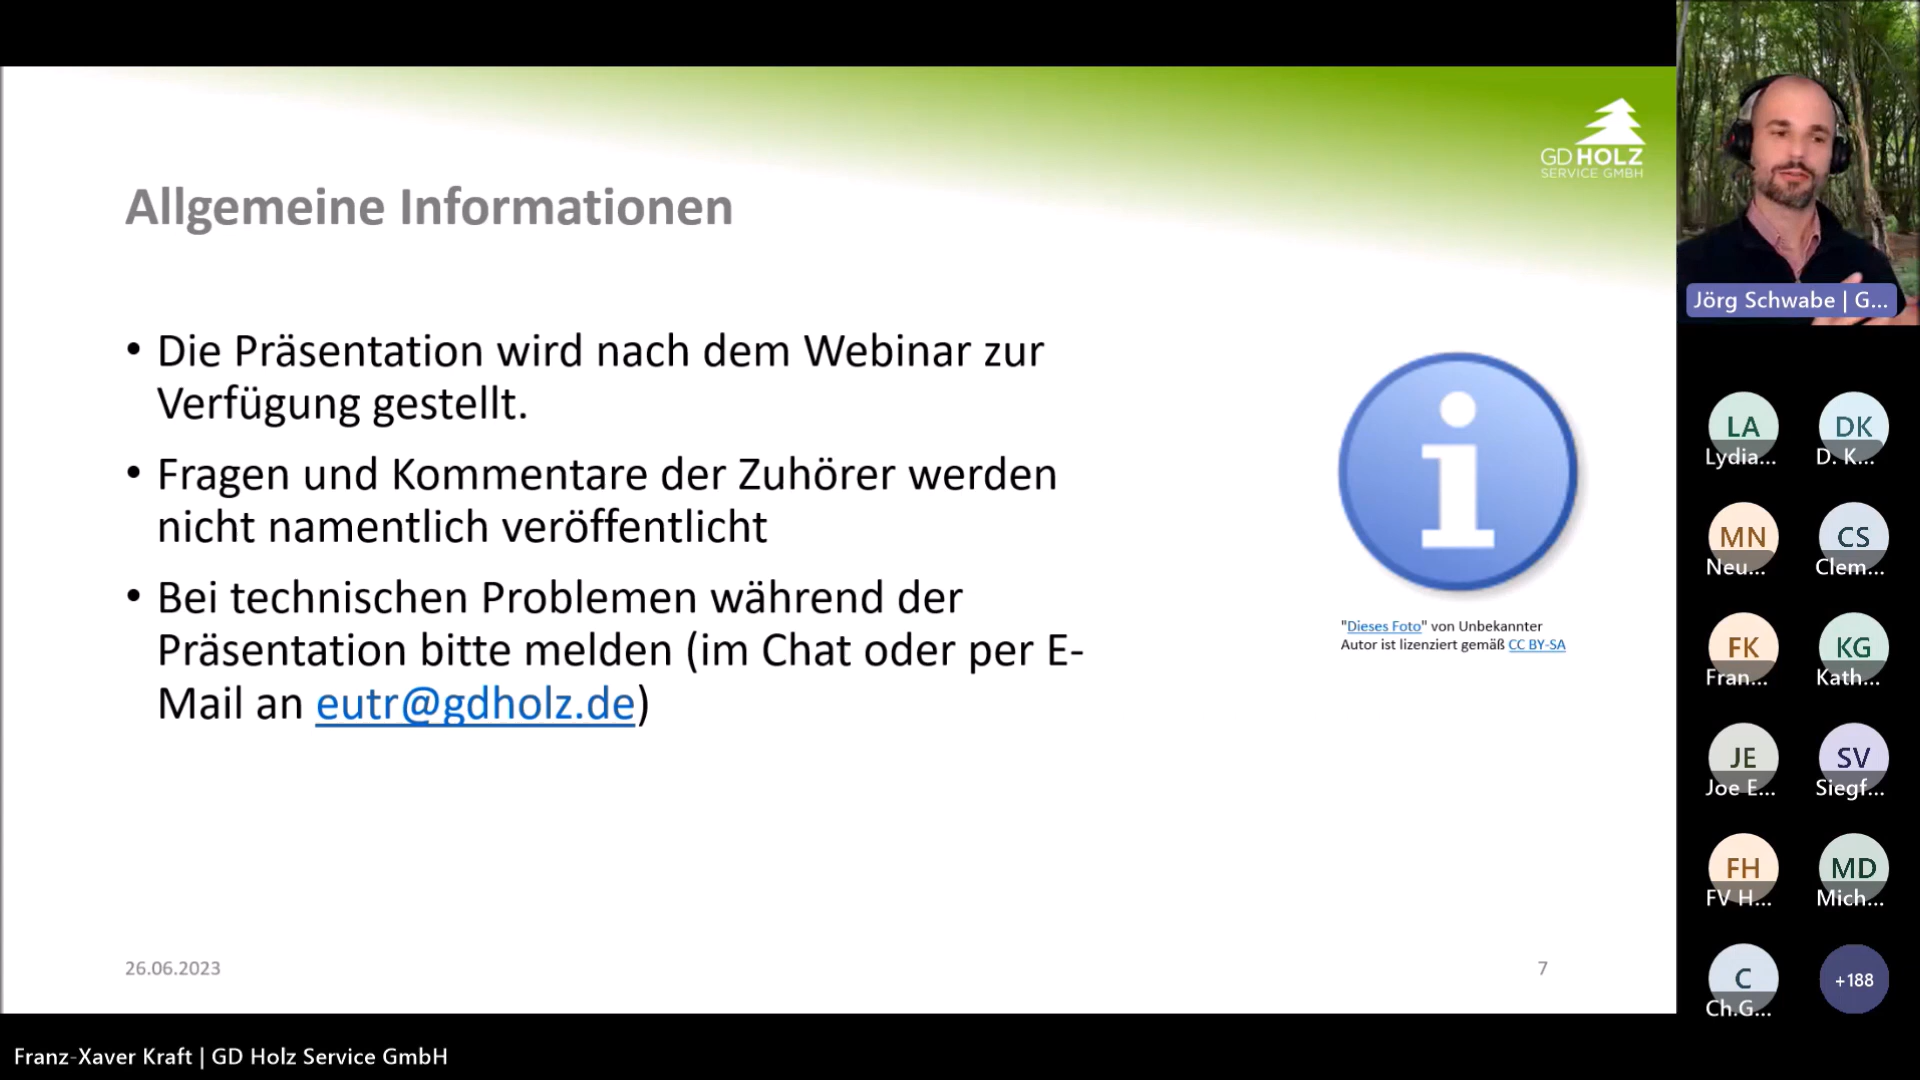 GD HOLZ
SERVICE GMBH
Allgemeine Informationen
• Die Präsentation wird nach dem Webinar zur
Verfügung gestellt.
• Fragen und Kommentare der Zuhörer werden
nicht namentlich veröffentlicht
• Bei technischen Problemen während der
Präsentation bitte melden (im Chat oder per E-
Mail an eutr@gdholz.de)
"Dieses Foto" von Unbekannter
Autor ist lizenziert gemäß CC BY-SA
26.06.2023
7
Jörg Schwabe | G...
LA
Lydia...
DK
D. K...
MN
Neu...
CS
Clem...
FK
Fran...
KG
Kath...
JE
Joe E...
SV
Siegf...
FH
FV H...
MD
Mich...
C
Ch.G...
+188
Franz-Xaver Kraft | GD Holz Service GmbH